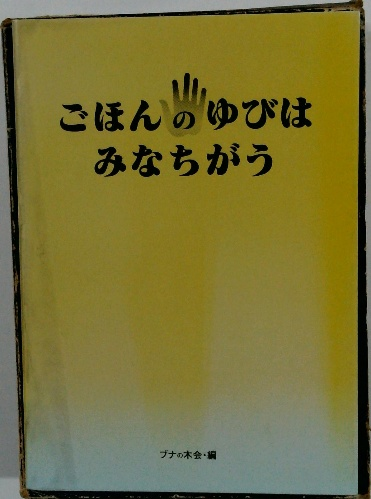 ごほんのゆびは
みなちがう
ブナの木会・編